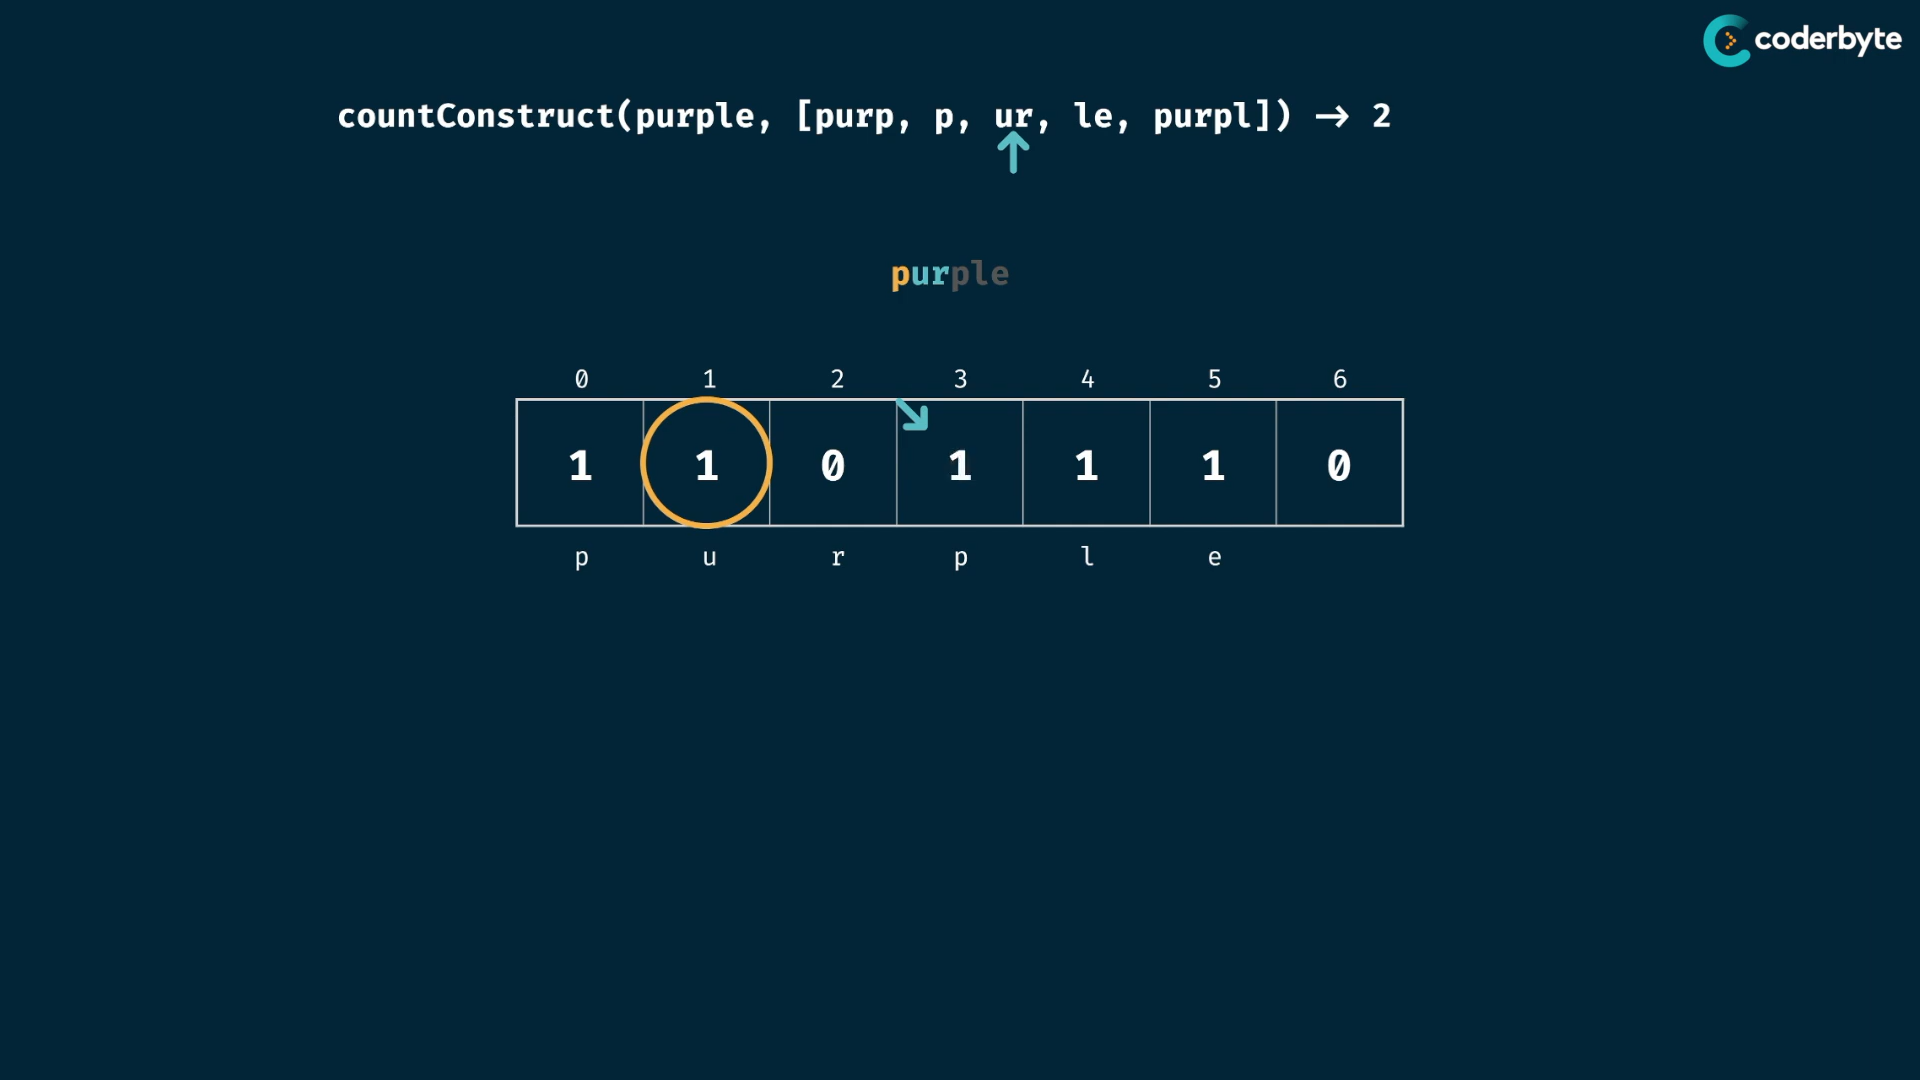 coderbyte
countConstruct(purple, [purp, p, ur, le, purpl]) → 2
purple
0 1 2 3 4 5 6
1 1 0 1 1 1 0
p u r p l e